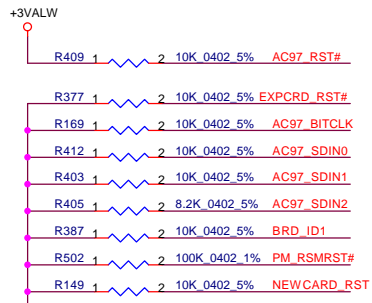 +3VALW
R409 1 2 10K_0402_5% AC97_RST#
R377 1 2 10K_0402_5% EXPCRD_RST#
R169 1 2 10K_0402_5% AC97_BITCLK
R412 1 2 10K_0402_5% AC97_SDIN0
R403 1 2 10K_0402_5% AC97_SDIN1
R405 1 2 8.2K_0402_5% AC97_SDIN2
R387 1 2 10K_0402_5% BRD_ID1
R502 1 2 100K_0402_1% PM_RSMRST#
R149 1 2 10K_0402_5% NEWCARD_RST